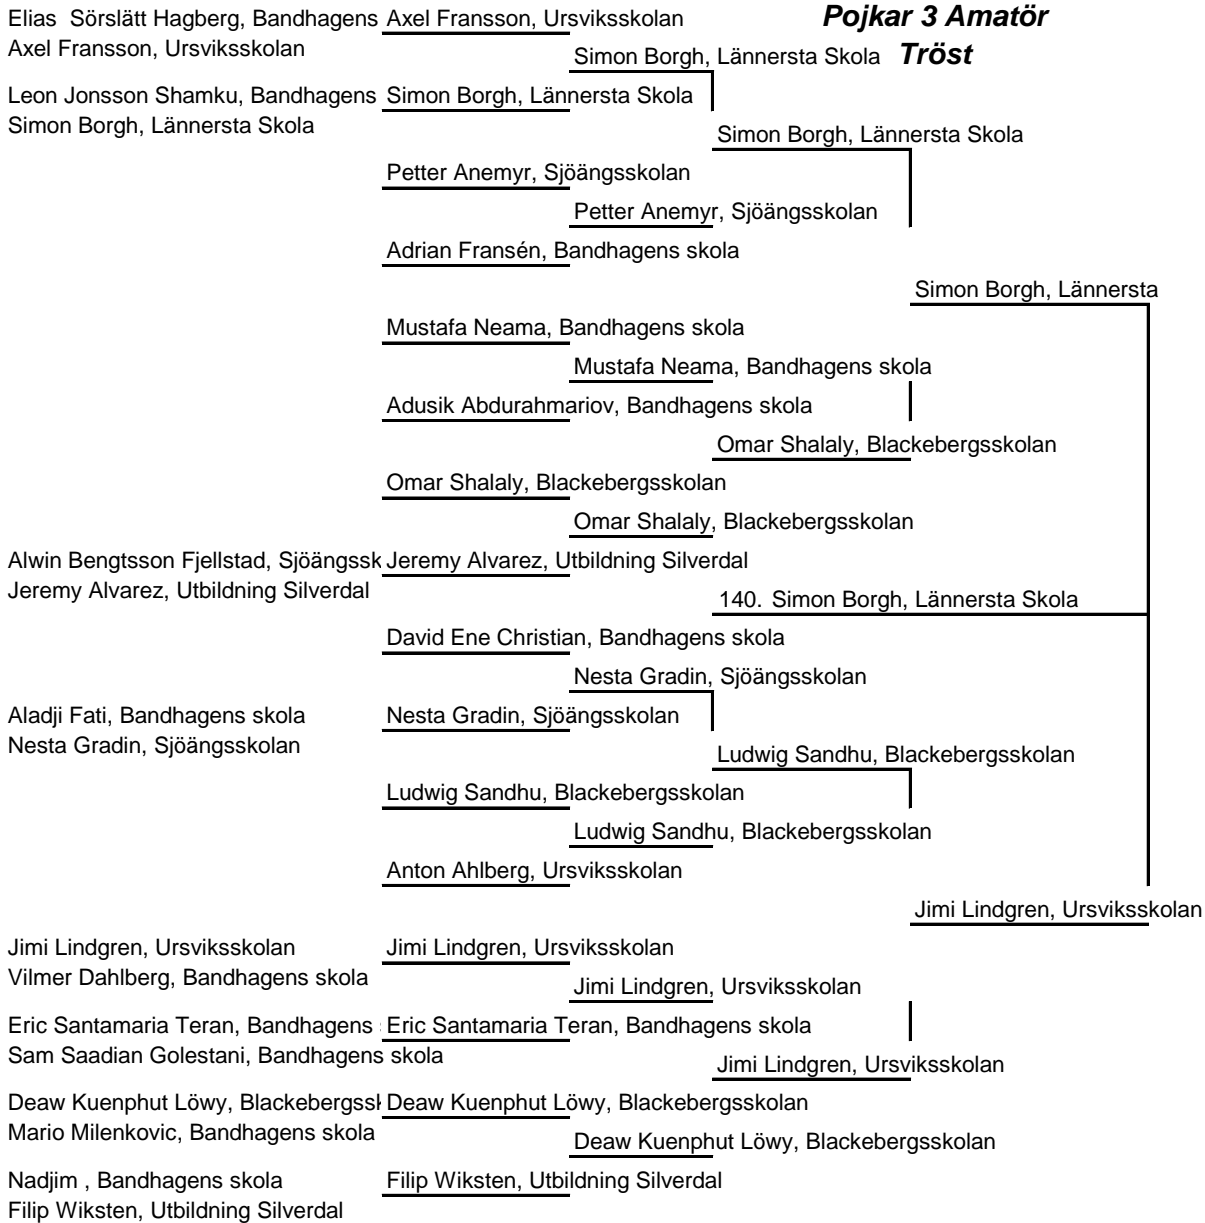 Elias  Sörslätt Hagberg, Bandhagens Axel Fransson, Ursviksskolan Pojkar 3 Amatör
Axel Fransson, Ursviksskolan
Simon Borgh, Lännersta Skola Tröst
Leon Jonsson Shamku, Bandhagens Simon Borgh, Lännersta Skola
Simon Borgh, Lännersta Skola
Simon Borgh, Lännersta Skola
Petter Anemyr, Sjöängsskolan
Petter Anemyr, Sjöängsskolan
Adrian Fransén, Bandhagens skola
Simon Borgh, Lännersta
Mustafa Neama, Bandhagens skola
Mustafa Neama, Bandhagens skola
Adusik Abdurahmariov, Bandhagens skola
Omar Shalaly, Blackebergsskolan
Omar Shalaly, Blackebergsskolan
Omar Shalaly, Blackebergsskolan
Alwin Bengtsson Fjellstad, Sjöängssk Jeremy Alvarez, Utbildning Silverdal
Jeremy Alvarez, Utbildning Silverdal
140. Simon Borgh, Lännersta Skola
David Ene Christian, Bandhagens skola
Nesta Gradin, Sjöängsskolan
Aladji Fati, Bandhagens skola Nesta Gradin, Sjöängsskolan
Nesta Gradin, Sjöängsskolan
Ludwig Sandhu, Blackebergsskolan
Ludwig Sandhu, Blackebergsskolan
Ludwig Sandhu, Blackebergsskolan
Anton Ahlberg, Ursviksskolan
Jimi Lindgren, Ursviksskolan
Jimi Lindgren, Ursviksskolan Jimi Lindgren, Ursviksskolan
Vilmer Dahlberg, Bandhagens skola
Jimi Lindgren, Ursviksskolan
Eric Santamaria Teran, Bandhagens Eric Santamaria Teran, Bandhagens skola
Sam Saadian Golestani, Bandhagens skola
Jimi Lindgren, Ursviksskolan
Deaw Kuenphut Löwy, Blackebergssk Deaw Kuenphut Löwy, Blackebergsskolan
Mario Milenkovic, Bandhagens skola
Deaw Kuenphut Löwy, Blackebergsskolan
Nadjim , Bandhagens skola Filip Wiksten, Utbildning Silverdal
Filip Wiksten, Utbildning Silverdal